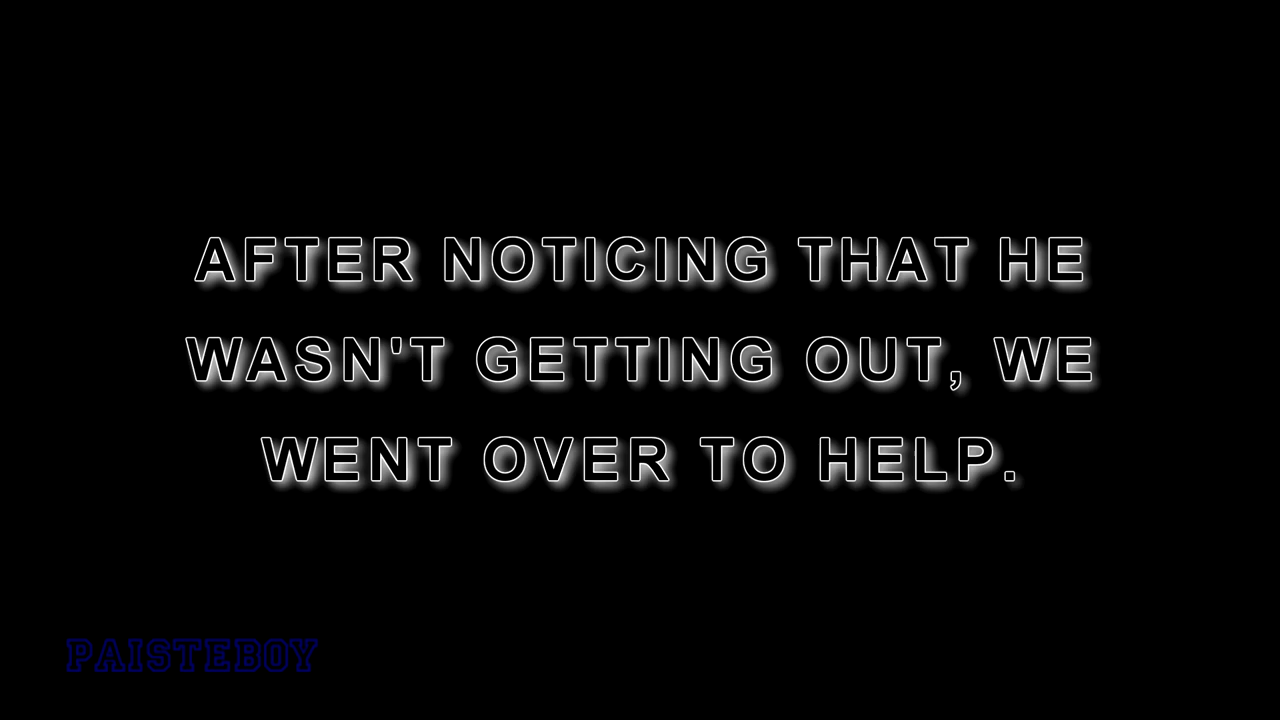 AFTER NOTICING THAT HE
WASN'T GETTING OUT, WE
WENT OVER TO HELP.
PAISTEBOY